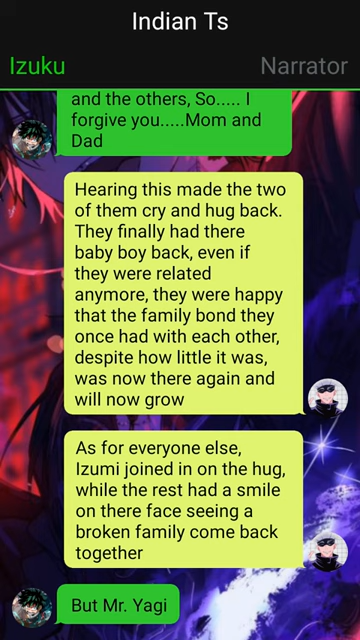 Indian Ts
Izuku
Narrator
and the others, So..... I
forgive you.....Mom and
Dad
Hearing this made the two
of them cry and hug back.
They finally had there
baby boy back, even if
they were related
anymore, they were happy
that the family bond they
once had with each other,
despite how little it was,
was now there again and
will now grow
As for everyone else,
Izumi joined in on the hug,
while the rest had a smile
on there face seeing a
broken family come back
together
But Mr. Yagi